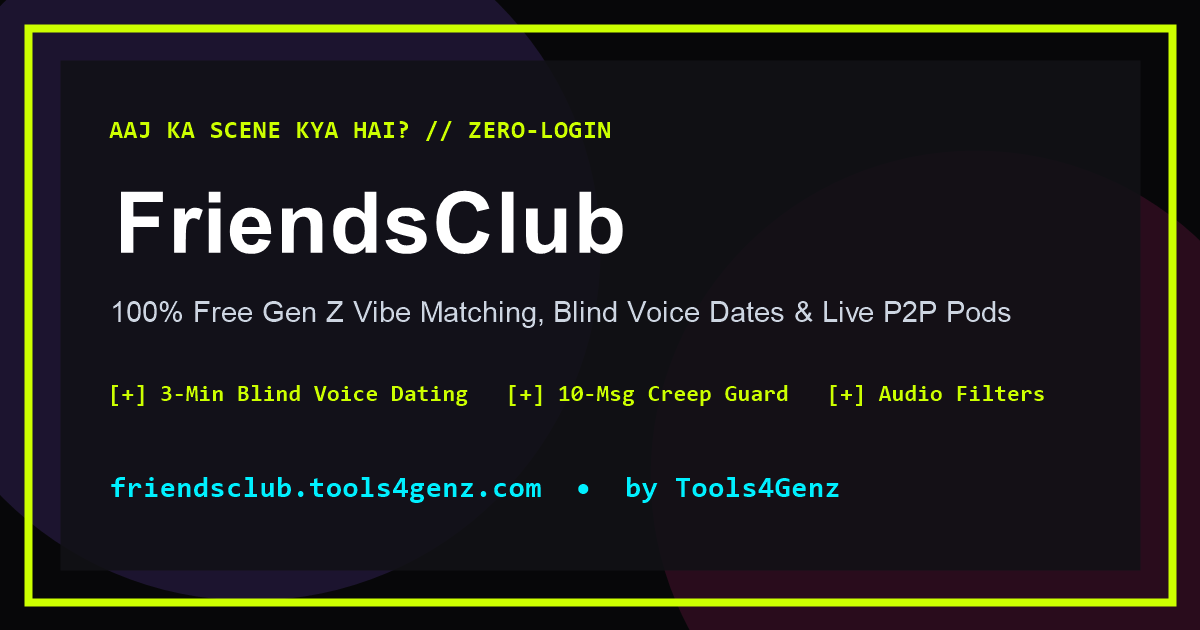 AAJ KA SCENE KYA HAI? // ZERO-LOGIN
FriendsClub
100% Free Gen Z Vibe Matching, Blind Voice Dates & Live P2P Pods
[+] 3-Min Blind Voice Dating [+] 10-Msg Creep Guard [+] Audio Filters
friendsclub.tools4genz.com • by Tools4Genz